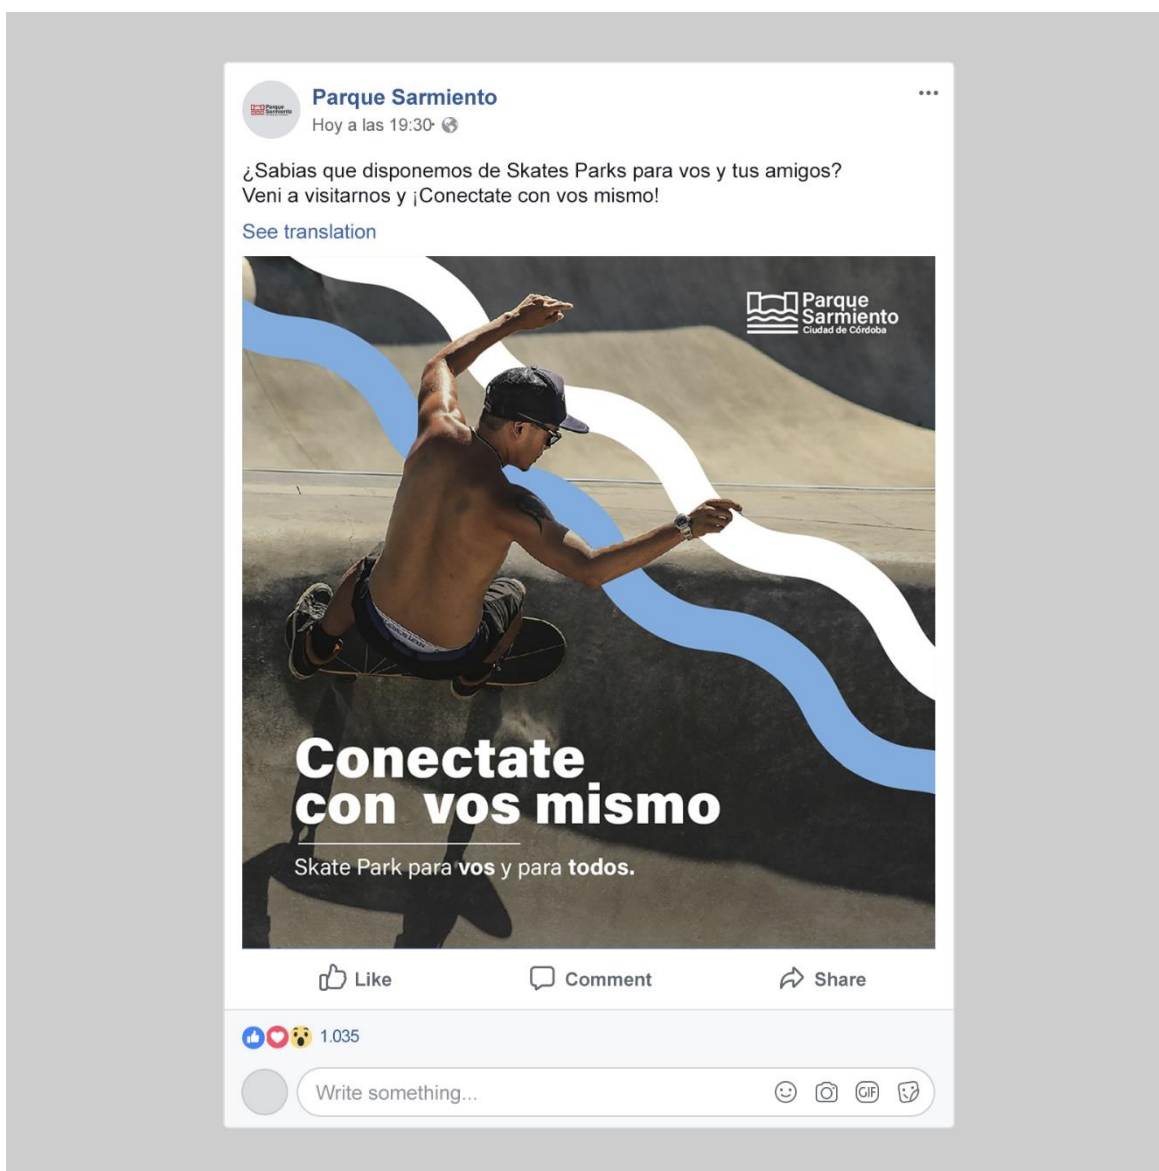 Parque
Sarmiento
Parque Sarmiento
Hoy a las 19:30·
¿Sabias que disponemos de Skates Parks para vos y tus amigos?
Veni a visitarnos y ¡Conectate con vos mismo!
See translation
Parque
Sarmiento
Ciudad de Córdoba
Conectate
con vos mismo
Skate Park para vos y para todos.
Like Comment Share
1.035
Write something... GIF